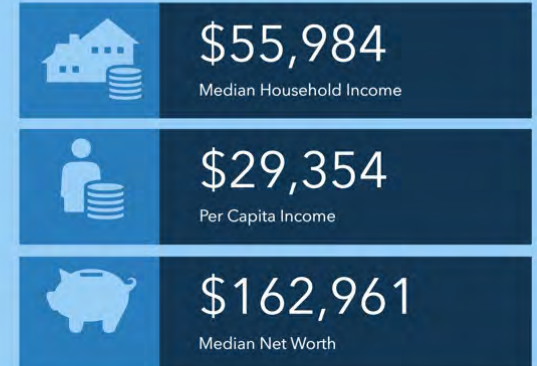 $55,984
Median Household Income
$29,354
Per Capita Income
$162,961
Median Net Worth